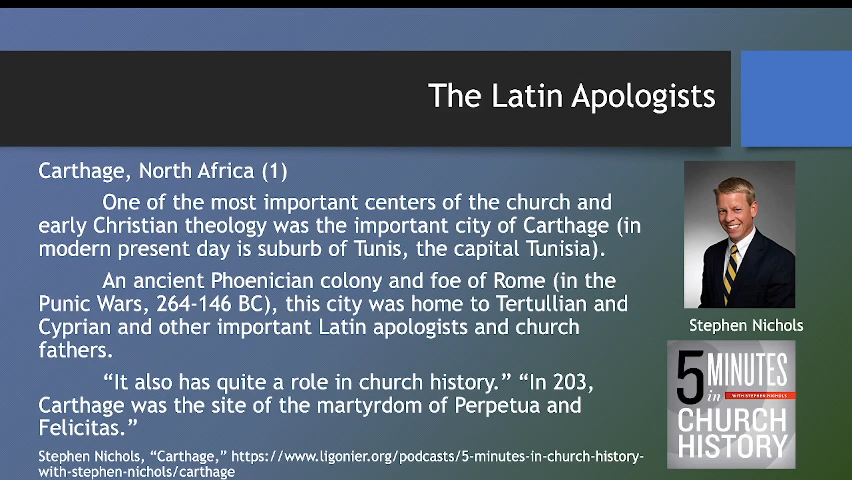 The Latin Apologists
Carthage, North Africa (1)
One of the most important centers of the church and
early Christian theology was the important city of Carthage (in
modern present day is suburb of Tunis, the capital Tunisia).
An ancient Phoenician colony and foe of Rome (in the
Punic Wars, 264-146 BC), this city was home to Tertullian and
Cyprian and other important Latin apologists and church
fathers.
“It also has quite a role in church history.” “In 203,
Carthage was the site of the martyrdom of Perpetua and
Felicitas.”
Stephen Nichols, “Carthage,” https://www.ligonier.org/podcasts/5-minutes-in-church-history-
with-stephen-nichols/carthage
Stephen Nichols
5 MINUTES
in WITH STEPHEN NICHOLS
CHURCH
HISTORY